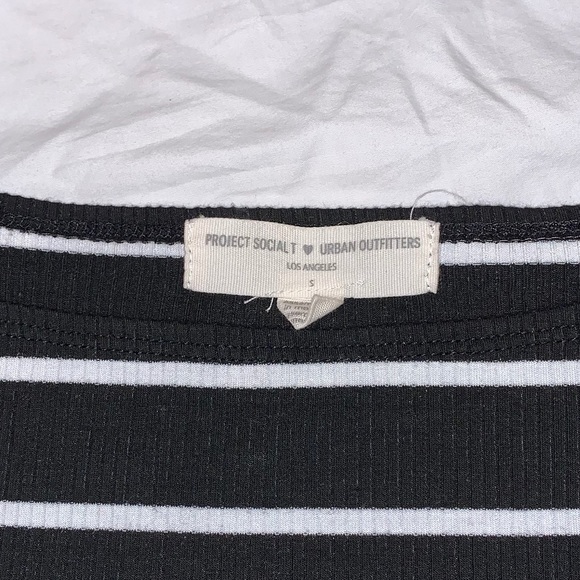 PROJECT SOCIAL T ♥ URBAN OUTFITTERS
LOS ANGELES
S